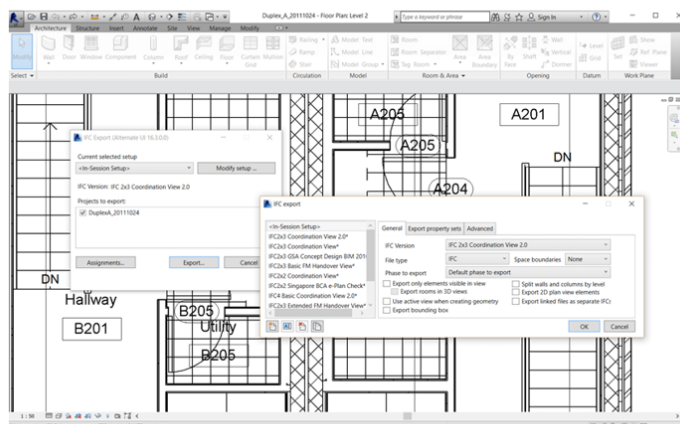 Duplex_A_20111024 - Floor Plan: Level 2
Type a keyword or phrase
Sign In
Architecture Structure Insert Annotate Site View Manage Modify
Modify Wall Door Window Component Column Roof Ceiling Floor Curtain Grid Mullion
Railing Ramp Stair
Model Text Model Line Model Group
Room Room Separator Tag Room Area Area Boundary
By Face Shaft Wall Vertical Dormer
Level Grid
Set Show Ref Plane Viewer
Select Build Circulation Model Room & Area Opening Datum Work Plane
A205
A201
A205
DN
A204
IFC Export (Alternate UI 16.3.0.0)
Current selected setup
<In-Session Setup>
Modify setup ...
IFC Version: IFC 2x3 Coordination View 2.0
Projects to export:
DuplexA_20111024
Assignments...
Export...
Cancel
IFC export
<In-Session Setup>
IFC2x3 Coordination View 2.0*
IFC2x3 Coordination View*
IFC2x3 GSA Concept Design BIM 201
IFC2x3 Basic FM Handover View*
IFC2x2 Coordination View*
IFC2x2 Singapore BCA e-Plan Check*
IFC4 Basic Coordination View 2.0*
IFC2x3 Extended FM Handover View*
General Export property sets Advanced
IFC Version IFC 2x3 Coordination View 2.0
File type IFC Space boundaries None
Phase to export Default phase to export
Export only elements visible in view
Export rooms in 3D views
Use active view when creating geometry
Export bounding box
Split walls and columns by level
Export 2D plan view elements
Export linked files as separate IFCs
OK
Cancel
DN
Hallway
B201
B205
Utility
B205
1 : 50